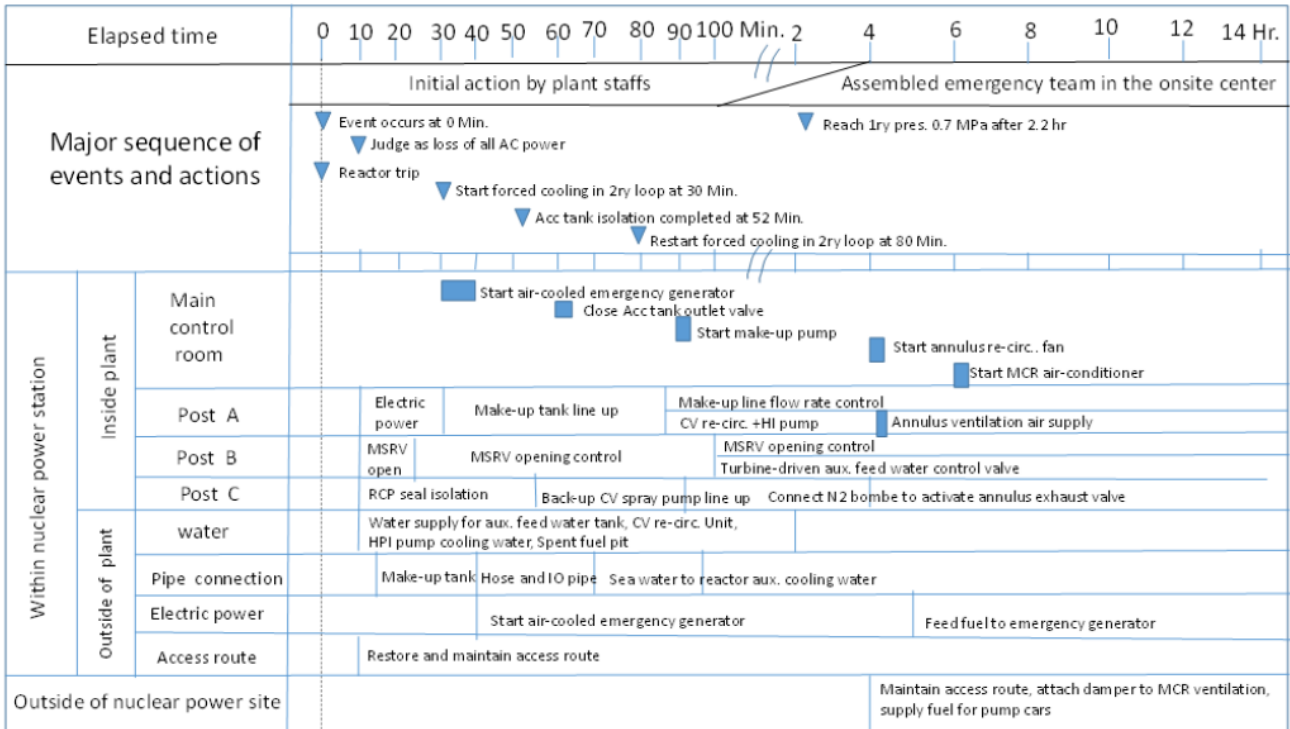 Elapsed time
0 10 20 30 40 50 60 70 80 90 100 Min. 2 4 6 8 10 12 14 Hr.
Initial action by plant staffs
Assembled emergency team in the onsite center
Major sequence of
events and actions
Event occurs at 0 Min.
Reach 1ry pres. 0.7 MPa after 2.2 hr
Judge as loss of all AC power
Reactor trip
Start forced cooling in 2ry loop at 30 Min.
Acc tank isolation completed at 52 Min.
Restart forced cooling in 2ry loop at 80 Min.
Within nuclear power station
Inside plant
Main
control
room
Start air-cooled emergency generator
Close Acc tank outlet valve
Start make-up pump
Start annulus re-circ.. fan
Start MCR air-conditioner
Post A
Electric
power
Make-up tank line up
Make-up line flow rate control
CV re-circ. +HI pump
Annulus ventilation air supply
Post B
MSRV
open
MSRV opening control
MSRV opening control
Turbine-driven aux. feed water control valve
Post C
RCP seal isolation
Back-up CV spray pump line up
Connect N2 bombe to activate annulus exhaust valve
Outside of plant
water
Water supply for aux. feed water tank, CV re-circ. Unit,
HPI pump cooling water, Spent fuel pit
Pipe connection
Make-up tank
Hose and IO pipe
Sea water to reactor aux. cooling water
Electric power
Start air-cooled emergency generator
Feed fuel to emergency generator
Access route
Restore and maintain access route
Outside of nuclear power site
Maintain access route, attach damper to MCR ventilation,
supply fuel for pump cars